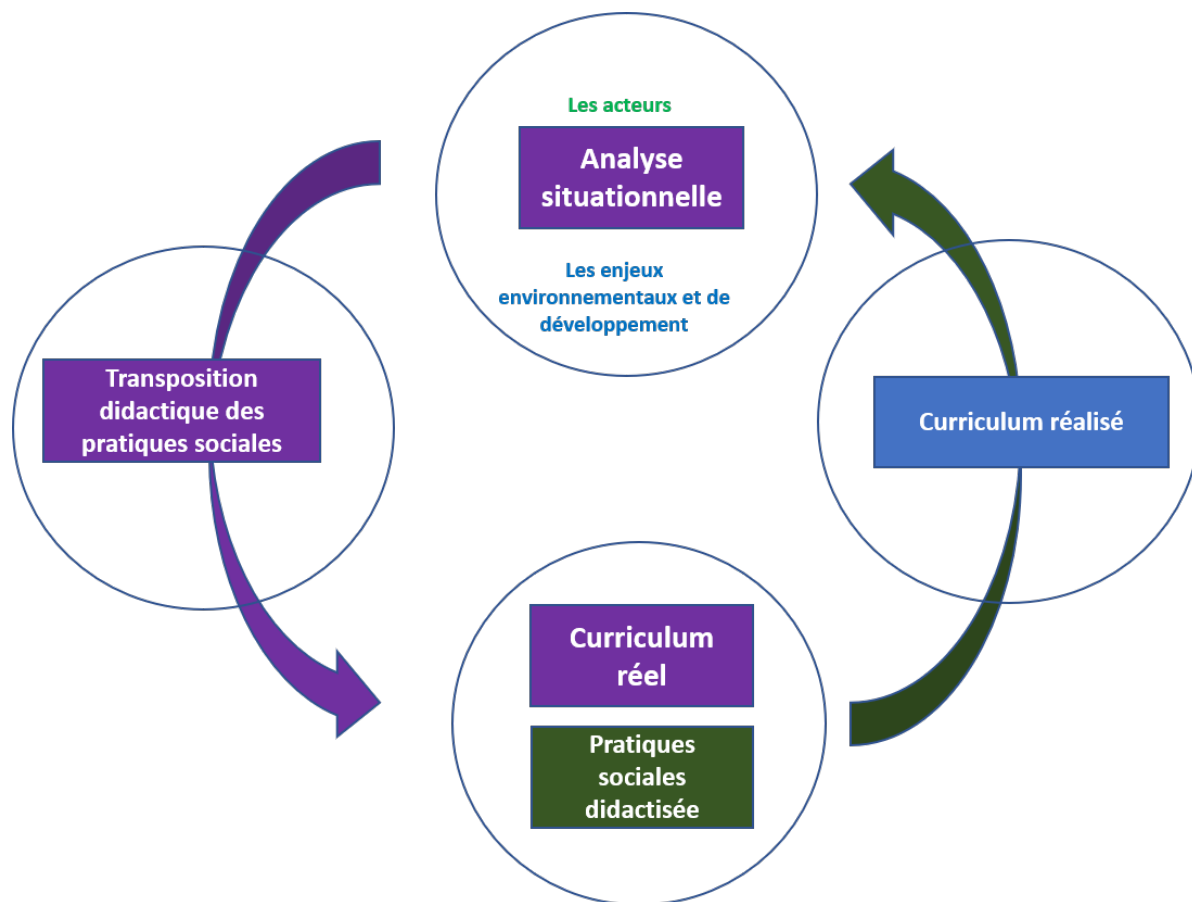 Les acteurs
Analyse
situationnelle
Les enjeux
environnementaux et de
développement
Transposition
didactique des
pratiques sociales
Curriculum réalisé
Curriculum
réel
Pratiques
sociales
didactisée